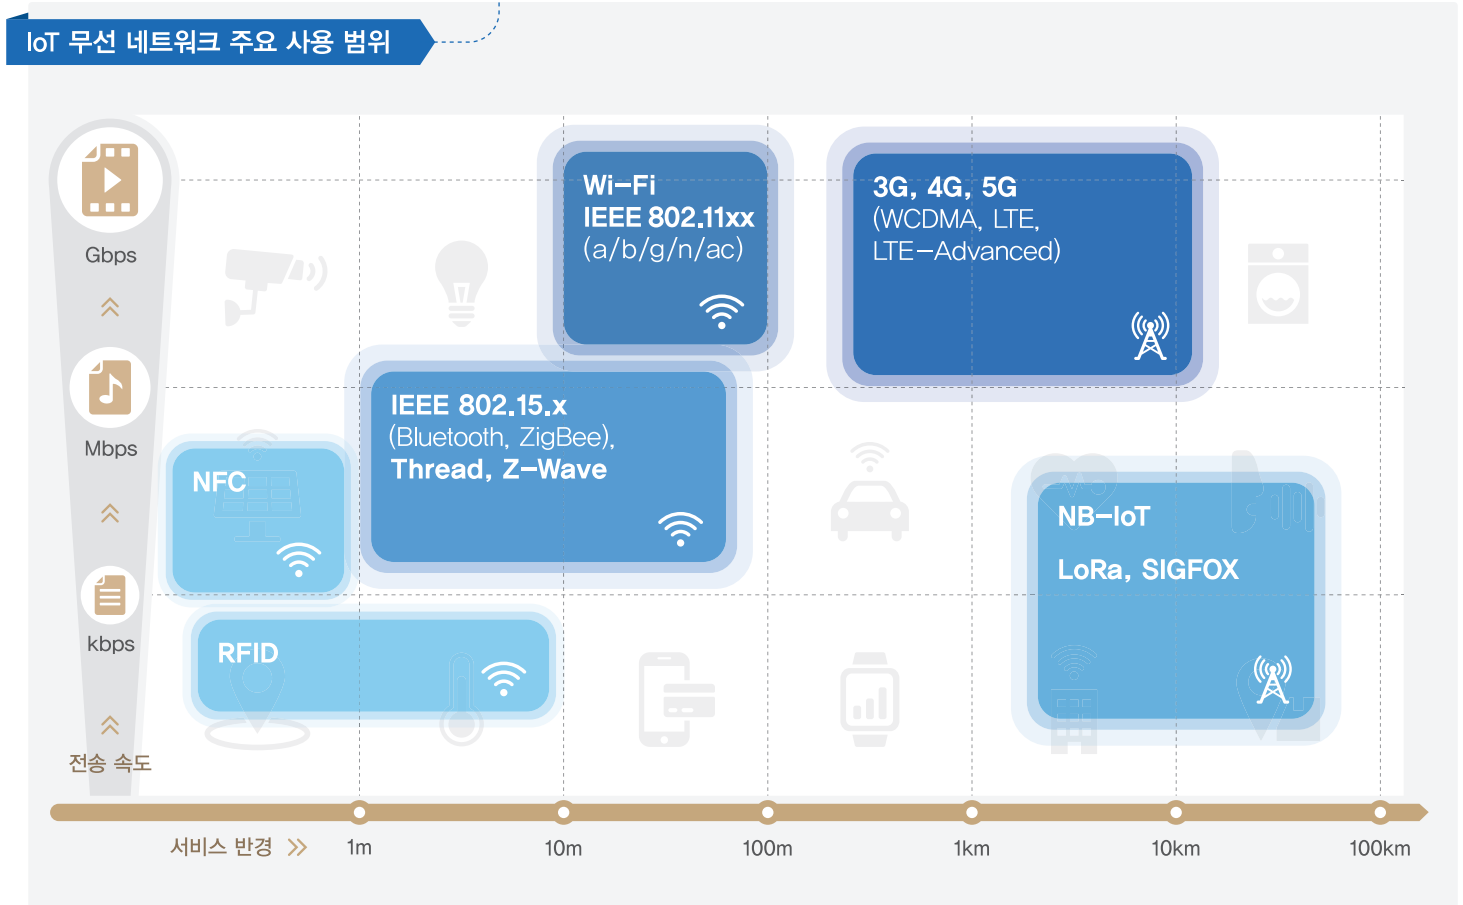 IoT 무선 네트워크 주요 사용 범위
Gbps
Mbps
kbps
전송 속도
Wi-Fi
IEEE 802.11xx
(a/b/g/n/ac)
3G, 4G, 5G
(WCDMA, LTE,
LTE-Advanced)
IEEE 802.15.x
(Bluetooth, ZigBee),
Thread, Z-Wave
NFC
NB-IoT
LoRa, SIGFOX
RFID
서비스 반경
1m
10m
100m
1km
10km
100km